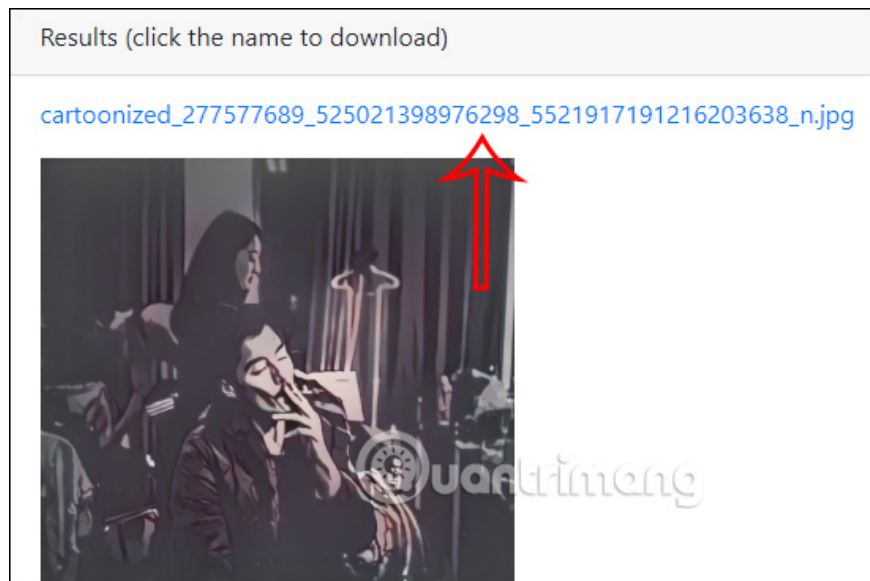 Results (click the name to download)
cartoonized_277577689_525021398976298_5521917191216203638_n.jpg
Quantrimang